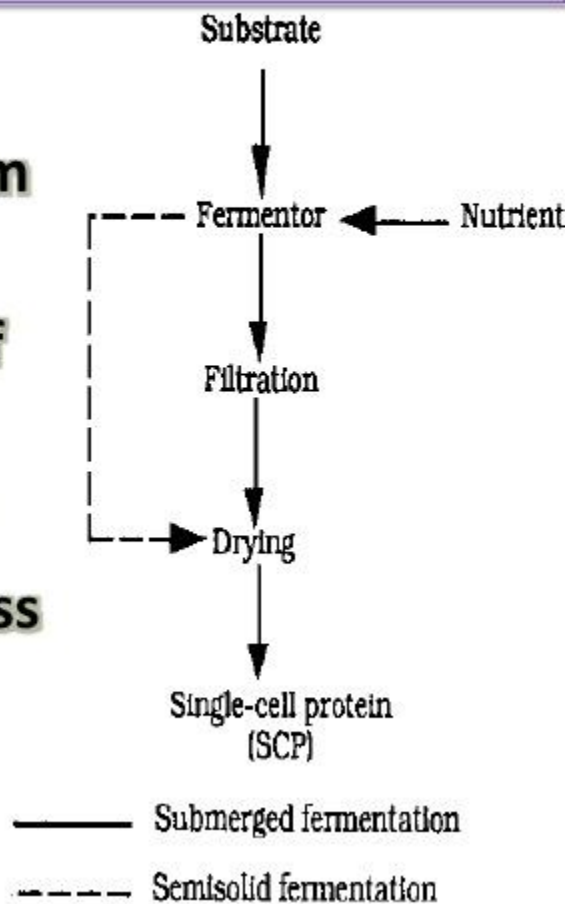 Substrate
Fermentor
Nutrient
Filtration
Drying
Single-cell protein
(SCP)
Submerged fermentation
Semisolid fermentation